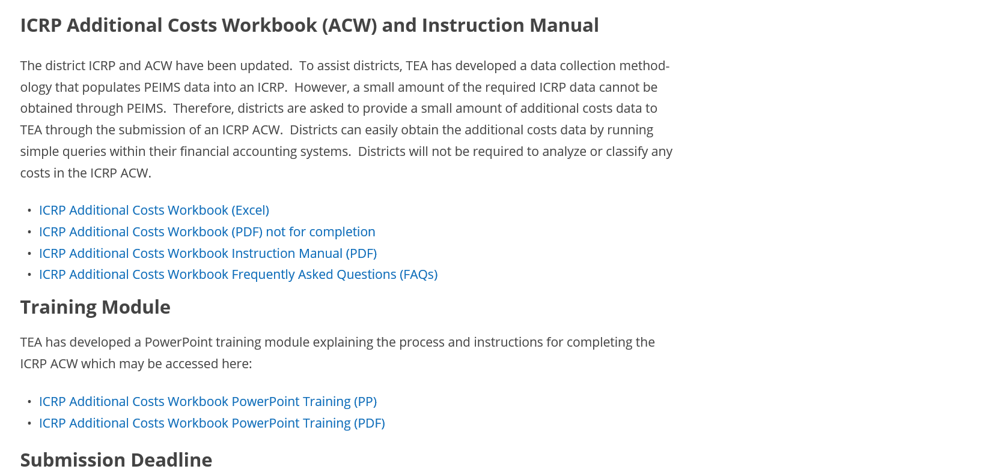 ICRP Additional Costs Workbook (ACW) and Instruction Manual
The district ICRP and ACW have been updated.  To assist districts, TEA has developed a data collection method-
ology that populates PEIMS data into an ICRP.  However, a small amount of the required ICRP data cannot be
obtained through PEIMS.  Therefore, districts are asked to provide a small amount of additional costs data to
TEA through the submission of an ICRP ACW.  Districts can easily obtain the additional costs data by running
simple queries within their financial accounting systems.  Districts will not be required to analyze or classify any
costs in the ICRP ACW.
• ICRP Additional Costs Workbook (Excel)
• ICRP Additional Costs Workbook (PDF) not for completion
• ICRP Additional Costs Workbook Instruction Manual (PDF)
• ICRP Additional Costs Workbook Frequently Asked Questions (FAQs)
Training Module
TEA has developed a PowerPoint training module explaining the process and instructions for completing the
ICRP ACW which may be accessed here:
• ICRP Additional Costs Workbook PowerPoint Training (PP)
• ICRP Additional Costs Workbook PowerPoint Training (PDF)
Submission Deadline